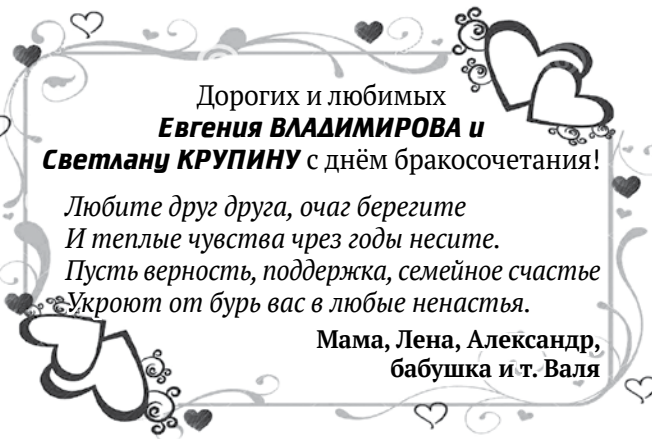 Дорогих и любимых
Евгения ВЛАДИМИРОВА и
Светлану КРУПИНУ с днём бракосочетания!
Любите друг друга, очаг берегите
И теплые чувства чрез годы несите.
Пусть верность, поддержка, семейное счастье
Укроют от бурь вас в любые ненастья.
Мама, Лена, Александр,
бабушка и т. Валя